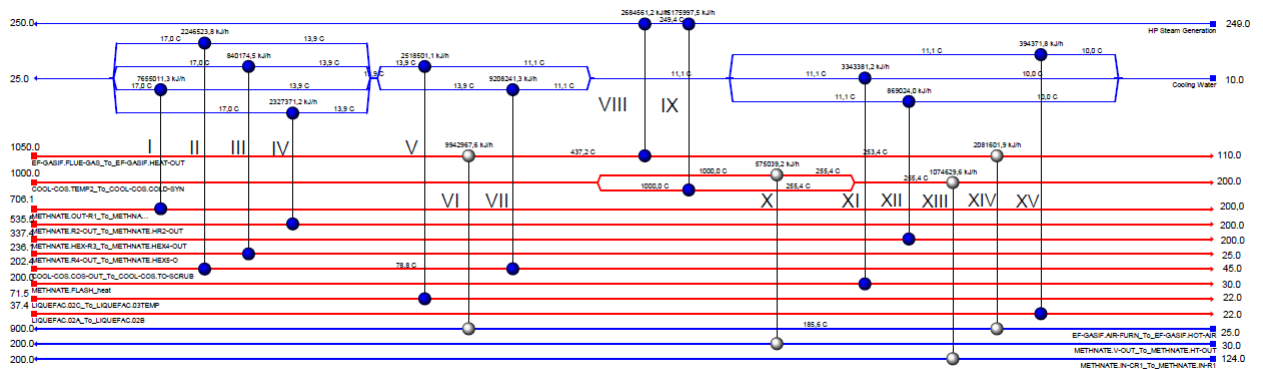 2684561,2 kJ/h
15175997,5 kJ/h
250.0
249,4 C
249.0
HP Steam Generation
2246523,8 kJ/h
17,0 C
13,9 C
840174,5 kJ/h
2518501,1 kJ/h
394371,8 kJ/h
17,0 C
13,9 C
13,9 C
11,1 C
11,1 C
10,0 C
7655011,3 kJ/h
9208241,3 kJ/h
3343381,2 kJ/h
25.0
13,9 C
11,1 C
10.0
17,0 C
13,9 C
13,9 C
11,1 C
11,1 C
10,0 C
Cooling Water
2327371,2 kJ/h
869024,0 kJ/h
11,1 C
10,0 C
VIII
IX
17,0 C
13,9 C
I
II
III
IV
V
1050.0
9942967,6 kJ/h
437,2 C
253,4 C
2081601,9 kJ/h
110.0
EF-GASIF.FLUE-GAS_To_EF-GASIF.HEAT-OUT
1000.0
1000,0 C
575039,2 kJ/h
255,4 C
1074629,6 kJ/h
255,4 C
200.0
COOL-COS.TEMP2_To_COOL-COS.COLD-SYN
1000,0 C
255,4 C
706.1
VI
VII
X
XI
XII
XIII
XIV
XV
200,0
METHNATE.OUT-R1_To_METHNA...
535.
200.0
METHNATE.R2-OUT_To_METHNATE.HR2-OUT
337.
200.0
METHNATE.HEX-R3_To_METHNATE.HEX4-OUT
236.
25.0
METHNATE.R4-OUT_To_METHNATE.HEX5-O
202.
78,8 C
45.0
COOL-COS.COS-OUT_To_COOL-COS.TO-SCRUB
200.0
30.0
METHNATE.FLASH_heat
71.5
22.0
LIQUEFAC.02C_To_LIQUEFAC.03TEMP
37.4
22.0
LIQUEFAC.02A_To_LIQUEFAC.02B
900.0
185,6 C
25.0
EF-GASIF.AIR-FURN_To_EF-GASIF.HOT-AIR
200.0
30.0
METHNATE.V-OUT_To_METHNATE.HT-OUT
200.0
124.0
METHNATE.IN-CR1_To_METHNATE.IN-R1